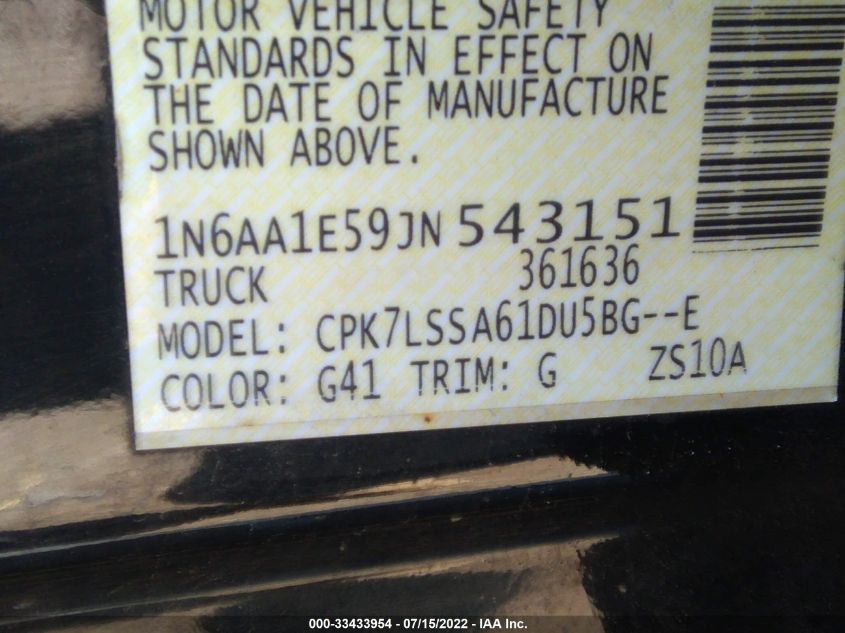 MOTOR VEHICLE SAFETY
STANDARDS IN EFFECT ON
THE DATE OF MANUFACTURE
SHOWN ABOVE.
1N6AA1E59JN543151
TRUCK 361636
MODEL: CPK7LSSA61DU5BG--E
COLOR: G41 TRIM: G ZS10A
000-33433954 - 07/15/2022 - IAA Inc.